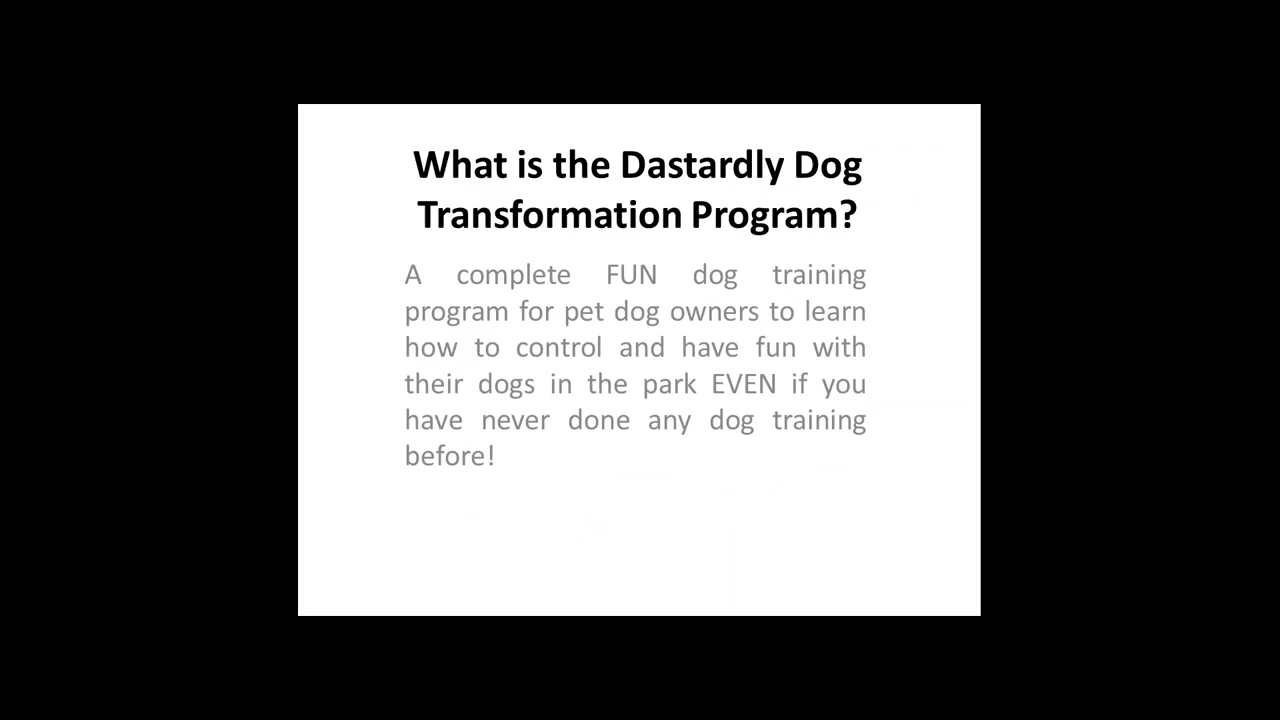 What is the Dastardly Dog
Transformation Program?
A complete FUN dog training
program for pet dog owners to learn
how to control and have fun with
their dogs in the park EVEN if you
have never done any dog training
before!